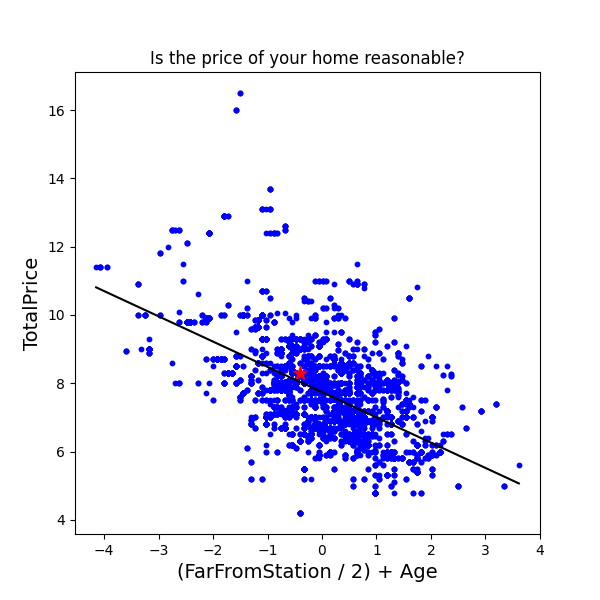 Is the price of your home reasonable?
16
14
12
10
8
6
4
TotalPrice
−4 −3 −2 −1 0 1 2 3 4
(FarFromStation / 2) + Age